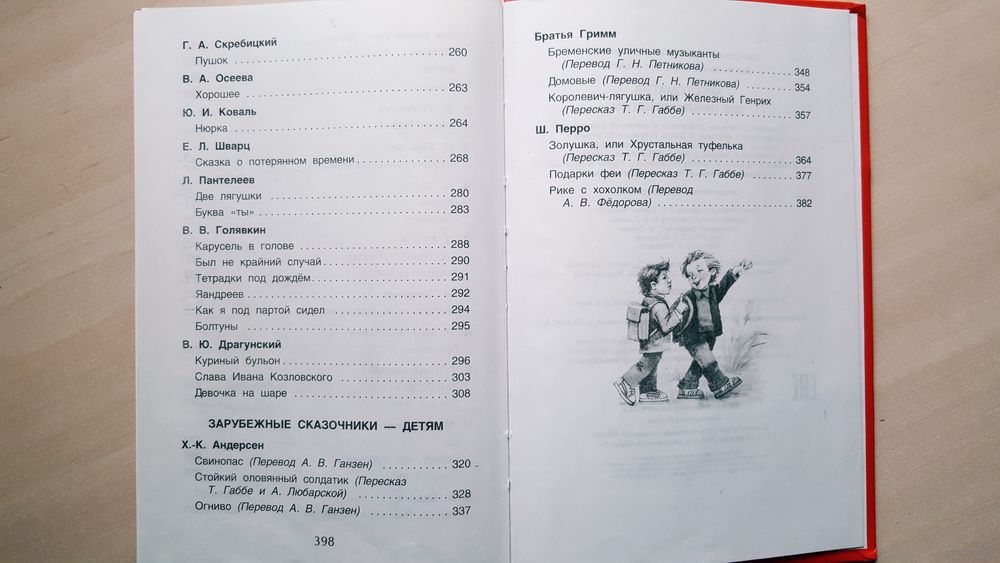 Г. А. Скребицкий
Пушок 260
В. А. Осеева
Хорошее 263
Ю. И. Коваль
Нюрка 264
Е. Л. Шварц
Сказка о потерянном времени 268
Л. Пантелеев
Две лягушки 280
Буква «ты» 283
В. В. Голявкин
Карусель в голове 288
Был не крайний случай 290
Тетрадки под дождём 291
Яандреев 292
Как я под партой сидел 294
Болтуны 295
В. Ю. Драгунский
Куриный бульон 296
Слава Ивана Козловского 303
Девочка на шаре 308
ЗАРУБЕЖНЫЕ СКАЗОЧНИКИ — ДЕТЯМ
Х.-К. Андерсен
Свинопас (Перевод А. В. Ганзен) 320
Стойкий оловянный солдатик (Пересказ
Т. Габбе и А. Любарской) 328
Огниво (Перевод А. В. Ганзен) 337
398
Братья Гримм
Бременские уличные музыканты
(Перевод Г. Н. Петникова) 348
Домовые (Перевод Г. Н. Петникова) 354
Королевич-лягушка, или Железный Генрих
(Пересказ Т. Г. Габбе) 357
Ш. Перро
Золушка, или Хрустальная туфелька
(Пересказ Т. Г. Габбе) 364
Подарки феи (Пересказ Т. Г. Габбе) 377
Рике с хохолком (Перевод
А. В. Фёдорова) 382